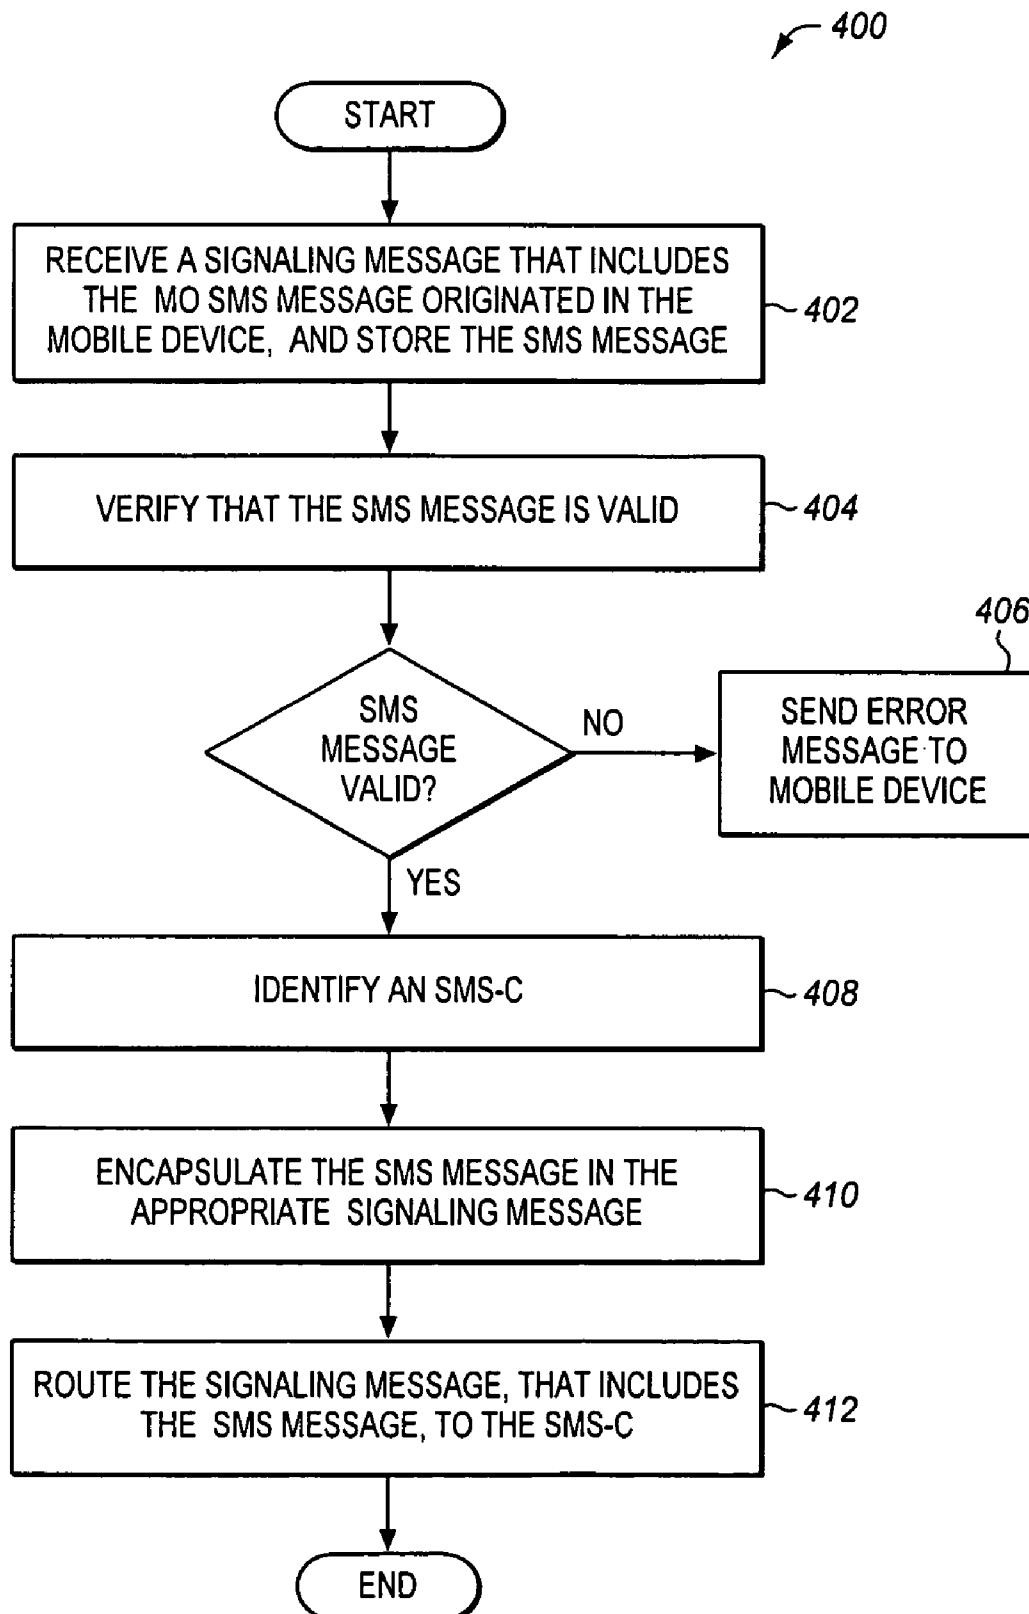 400
START
RECEIVE A SIGNALING MESSAGE THAT INCLUDES
THE MO SMS MESSAGE ORIGINATED IN THE
MOBILE DEVICE, AND STORE THE SMS MESSAGE
402
VERIFY THAT THE SMS MESSAGE IS VALID
404
406
SMS
MESSAGE
VALID?
NO
SEND ERROR
MESSAGE TO
MOBILE DEVICE
YES
IDENTIFY AN SMS-C
408
ENCAPSULATE THE SMS MESSAGE IN THE
APPROPRIATE SIGNALING MESSAGE
410
ROUTE THE SIGNALING MESSAGE, THAT INCLUDES
THE SMS MESSAGE, TO THE SMS-C
412
END